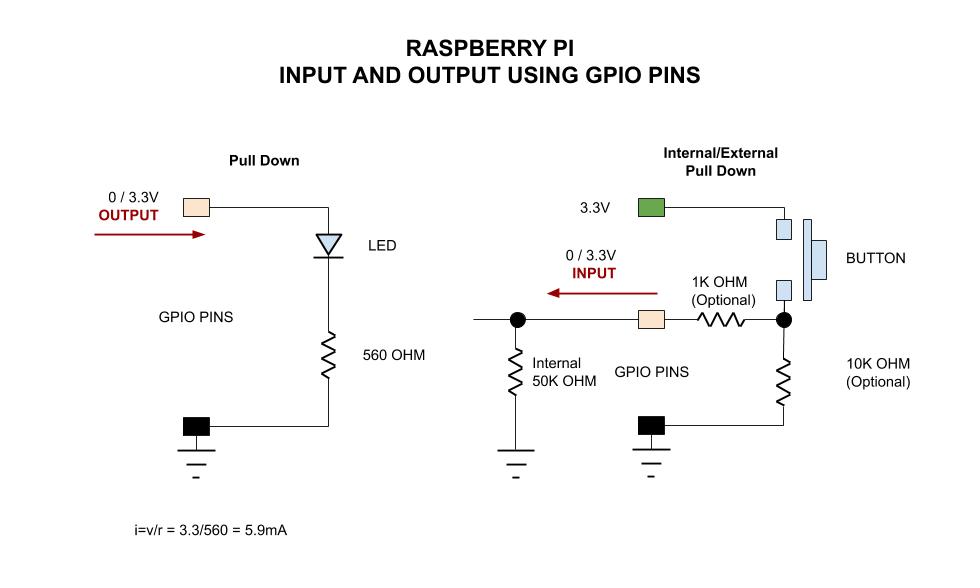 RASPBERRY PI
INPUT AND OUTPUT USING GPIO PINS
Pull Down
0 / 3.3V
OUTPUT
LED
GPIO PINS
560 OHM
i=v/r = 3.3/560 = 5.9mA
Internal/External
Pull Down
3.3V
0 / 3.3V
INPUT
BUTTON
1K OHM
(Optional)
Internal
50K OHM
GPIO PINS
10K OHM
(Optional)